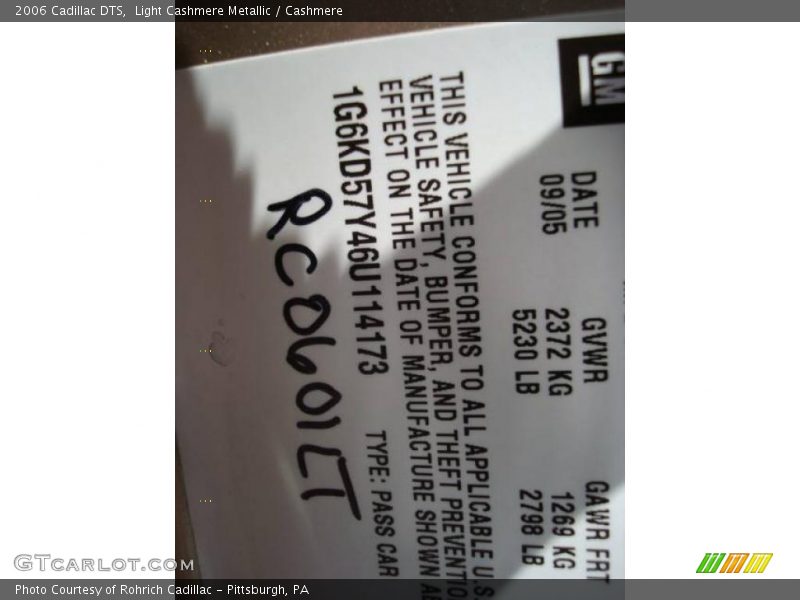 2006 Cadillac DTS, Light Cashmere Metallic / Cashmere
GM
DATE GVWR GAWR FRT
09/05 2372 KG 1269 KG
5230 LB 2798 LB
THIS VEHICLE CONFORMS TO ALL APPLICABLE U.S.
VEHICLE SAFETY, BUMPER, AND THEFT PREVENTIO
EFFECT ON THE DATE OF MANUFACTURE SHOWN
1G6KD57Y46U114173 TYPE: PASS CAR
RC0601LT
GTcarlot.com
Photo Courtesy of Rohrich Cadillac - Pittsburgh, PA